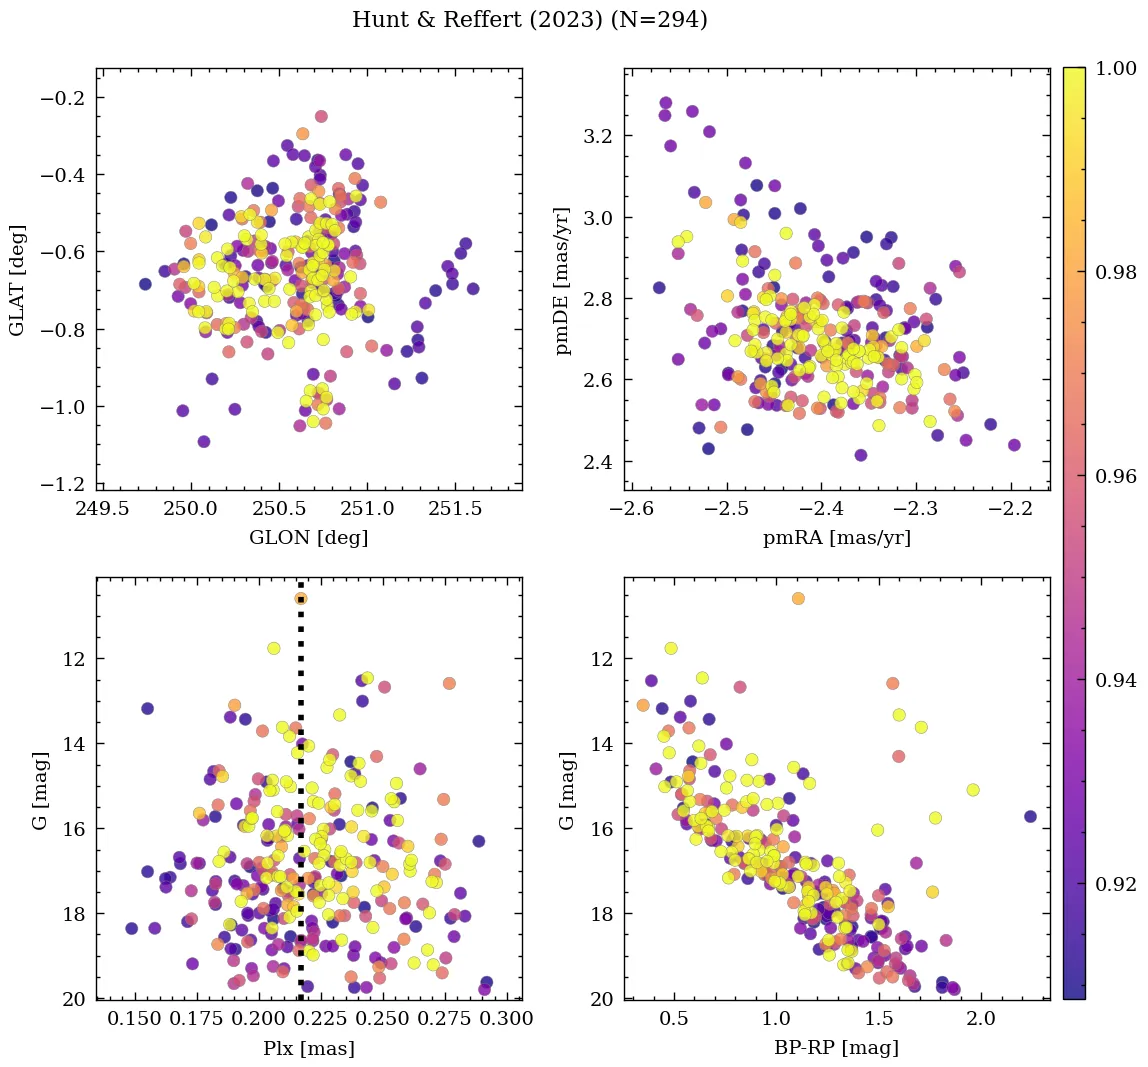 Hunt & Reffert (2023) (N=294)
−0.2
−0.4
−0.6
−0.8
−1.0
−1.2
GLAT [deg]
249.5 250.0 250.5 251.0 251.5
GLON [deg]
3.2
3.0
2.8
2.6
2.4
pmDE [mas/yr]
−2.6 −2.5 −2.4 −2.3 −2.2
pmRA [mas/yr]
1.00
0.98
0.96
0.94
0.92
12
14
16
18
20
G [mag]
0.150 0.175 0.200 0.225 0.250 0.275 0.300
Plx [mas]
12
14
16
18
20
G [mag]
0.5 1.0 1.5 2.0
BP-RP [mag]